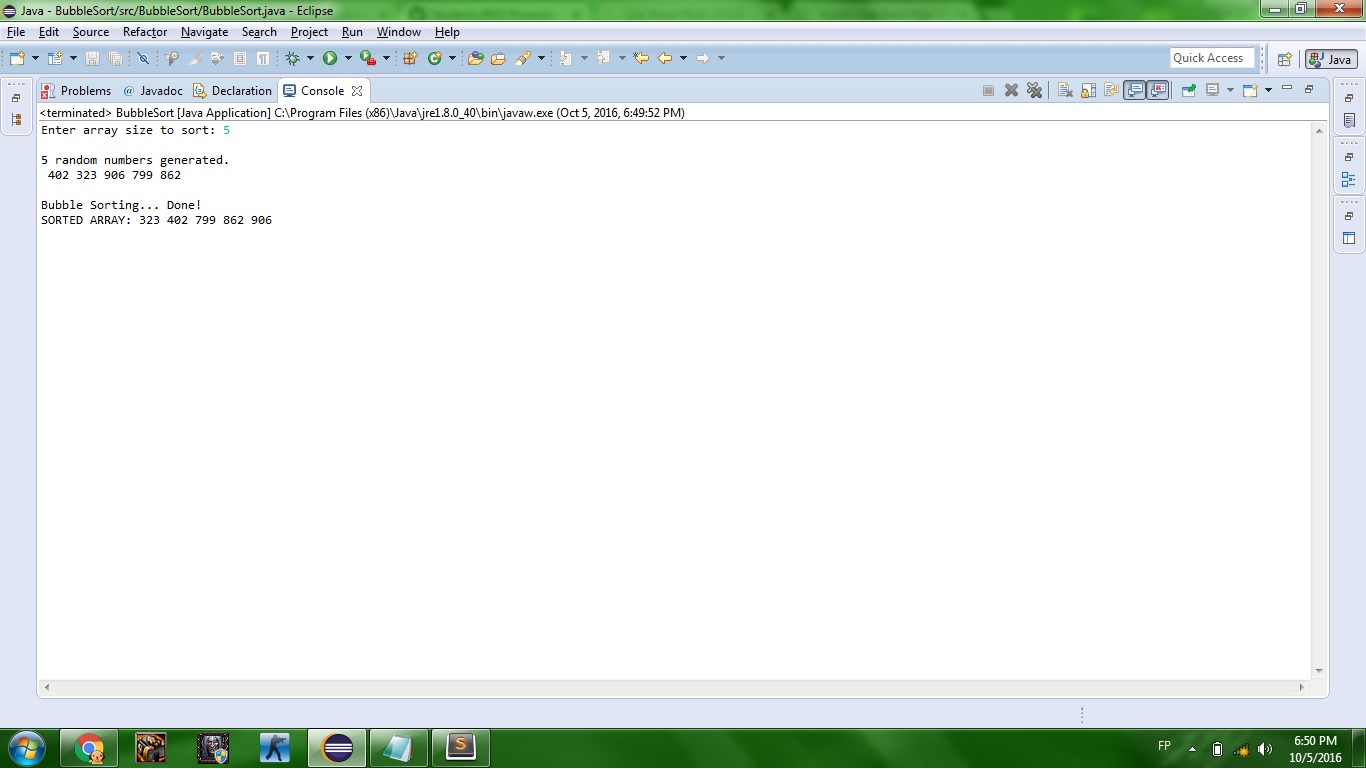 Java - BubbleSort/src/BubbleSort/BubbleSort.java - Eclipse
File Edit Source Refactor Navigate Search Project Run Window Help
Quick Access
Java
Problems @ Javadoc Declaration Console
<terminated> BubbleSort [Java Application] C:\Program Files (x86)\Java\jre1.8.0_40\bin\javaw.exe (Oct 5, 2016, 6:49:52 PM)
Enter array size to sort: 5
5 random numbers generated.
402 323 906 799 862
Bubble Sorting... Done!
SORTED ARRAY: 323 402 799 862 906
FP
6:50 PM
10/5/2016